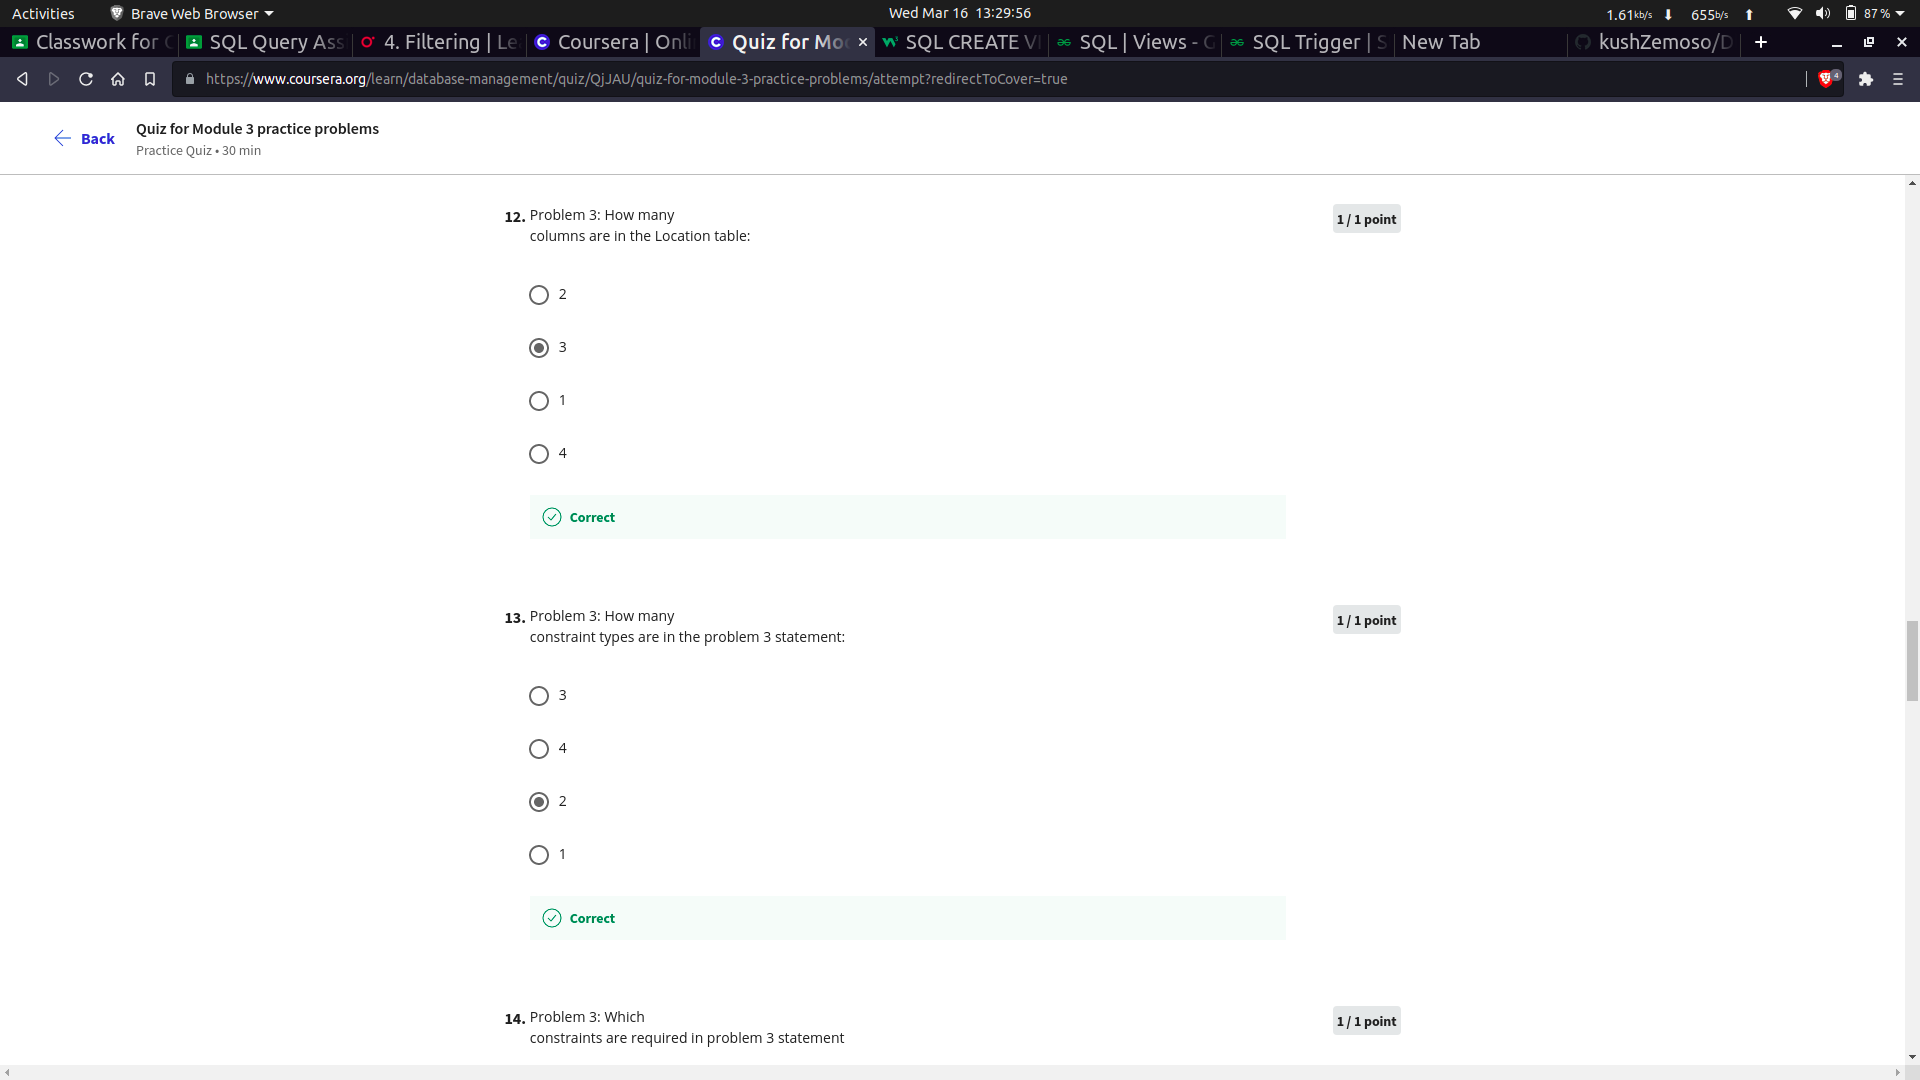 Activities
Brave Web Browser
Wed Mar 16 13:29:56
1.61kb/s
655b/s
87 %
Classwork for
SQL Query Ass
4. Filtering | Le
Coursera | Onli
Quiz for Mo
SQL CREATE VI
SQL | Views - G
SQL Trigger | S
New Tab
kushZemoso/D
https://www.coursera.org/learn/database-management/quiz/QjJAU/quiz-for-module-3-practice-problems/attempt?redirectToCover=true
4
Back
Quiz for Module 3 practice problems
Practice Quiz • 30 min
12. Problem 3: How many
columns are in the Location table:
1 / 1 point
2
3
1
4
Correct
13. Problem 3: How many
constraint types are in the problem 3 statement:
1 / 1 point
3
4
2
1
Correct
14. Problem 3: Which
constraints are required in problem 3 statement
1 / 1 point